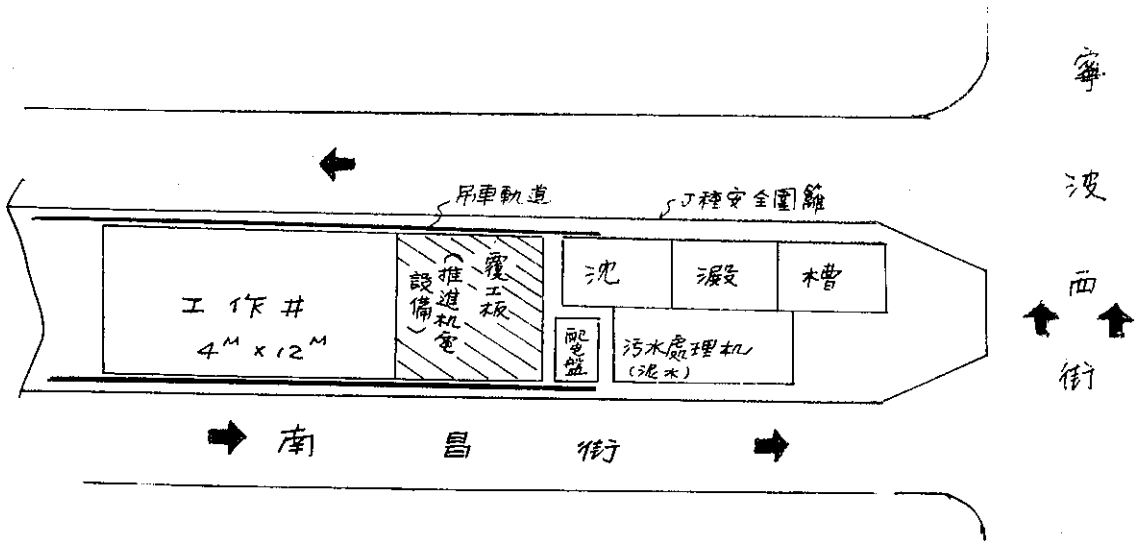 吊車軌道
J種安全圍籬
工作井
4M x 12M
覆工板
(推進机電
設備)
沈澱槽
配电盤
污水處理机
(泥水)
南昌街
寧波西街